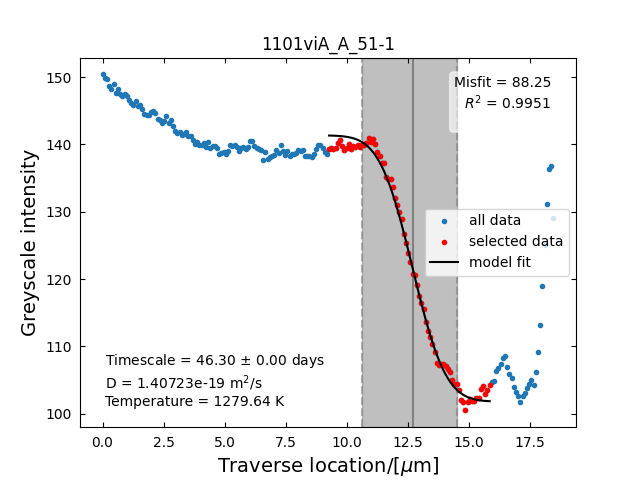 1101viA_A_51-1
Misfit = 88.25
R² = 0.9951
all data
selected data
model fit
Timescale = 46.30 ± 0.00 days
D = 1.40723e-19 m²/s
Temperature = 1279.64 K
Greyscale intensity
150
140
130
120
110
100
0.0 2.5 5.0 7.5 10.0 12.5 15.0 17.5
Traverse location/[μm]